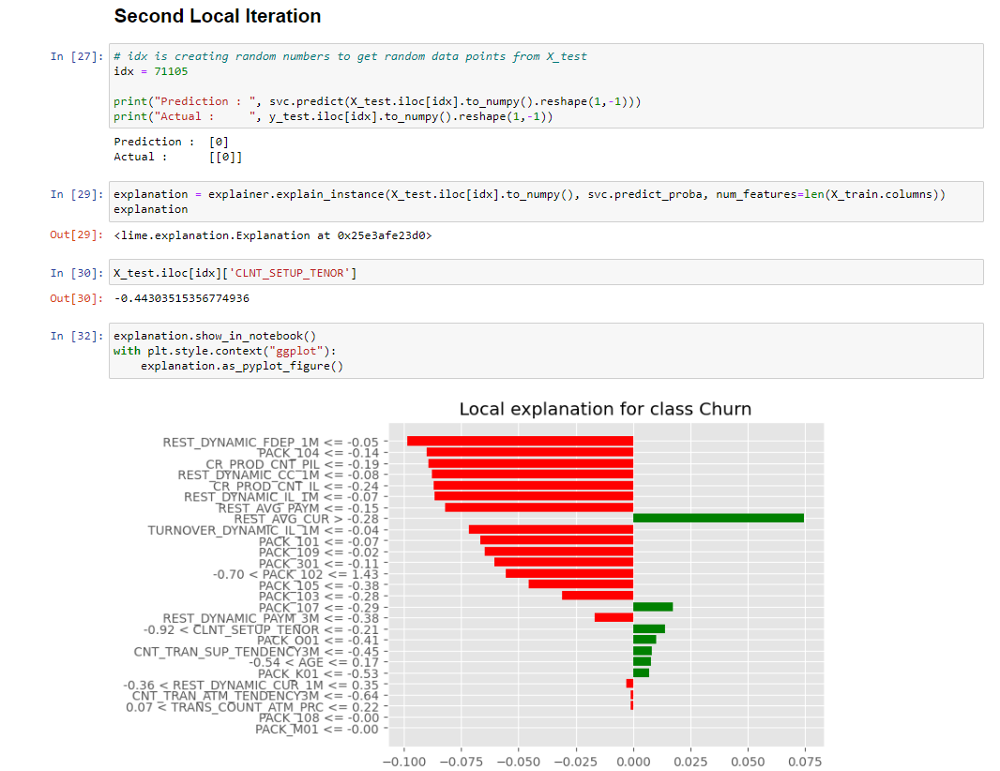 Second Local Iteration
In [27]: # idx is creating random numbers to get random data points from X_test
idx = 71105
print("Prediction : ", svc.predict(X_test.iloc[idx].to_numpy().reshape(1,-1)))
print("Actual :     ", y_test.iloc[idx].to_numpy().reshape(1,-1))
Prediction :  [0]
Actual :      [[0]]
In [29]: explanation = explainer.explain_instance(X_test.iloc[idx].to_numpy(), svc.predict_proba, num_features=len(X_train.columns))
explanation
Out[29]: <lime.explanation.Explanation at 0x25e3afe23d0>
In [30]: X_test.iloc[idx]['CLNT_SETUP_TENOR']
Out[30]: -0.44303515356774936
In [32]: explanation.show_in_notebook()
with plt.style.context("ggplot"):
    explanation.as_pyplot_figure()
Local explanation for class Churn
REST_DYNAMIC_FDEP_1M <= -0.05
PACK_104 <= -0.14
CR_PROD_CNT_PIL <= -0.19
REST_DYNAMIC_CC_1M <= -0.08
CR_PROD_CNT_IL <= -0.24
REST_DYNAMIC_IL_1M <= -0.07
REST_AVG_PAYM <= -0.15
REST_AVG_CUR > -0.28
TURNOVER_DYNAMIC_IL_1M <= -0.04
PACK_101 <= -0.07
PACK_109 <= -0.02
PACK_301 <= -0.11
-0.70 < PACK_102 <= 1.43
PACK_105 <= -0.38
PACK_103 <= -0.28
PACK_107 <= -0.29
REST_DYNAMIC_PAYM_3M <= -0.38
-0.92 < CLNT_SETUP_TENOR <= -0.21
PACK_O01 <= -0.41
CNT_TRAN_SUP_TENDENCY3M <= -0.45
-0.54 < AGE <= 0.17
PACK_K01 <= -0.53
-0.36 < REST_DYNAMIC_CUR_1M <= 0.35
CNT_TRAN_ATM_TENDENCY3M <= -0.64
0.07 < TRANS_COUNT_ATM_PRC <= 0.22
PACK_108 <= -0.00
PACK_M01 <= -0.00
−0.100 −0.075 −0.050 −0.025 0.000 0.025 0.050 0.075